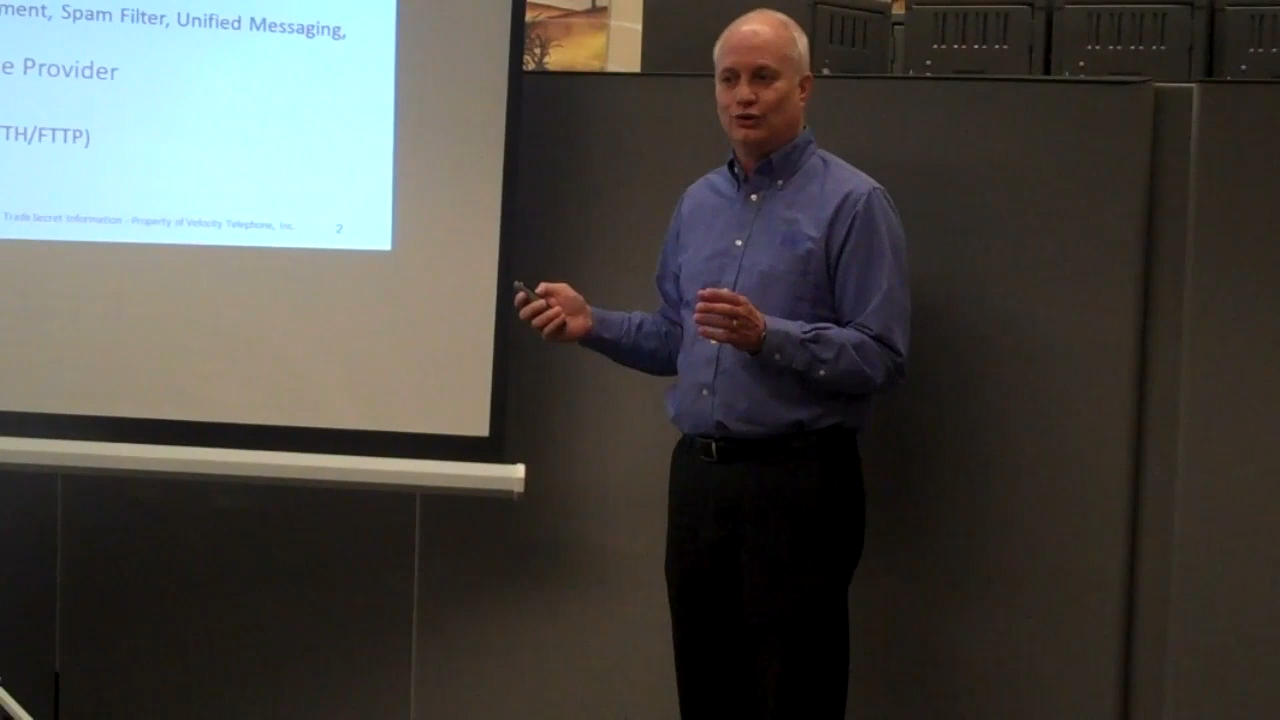 ment, Spam Filter, Unified Messaging,
e Provider
TH/FTTP)
Trade Secret Information - Property of Velocity Telephone, Inc. 2